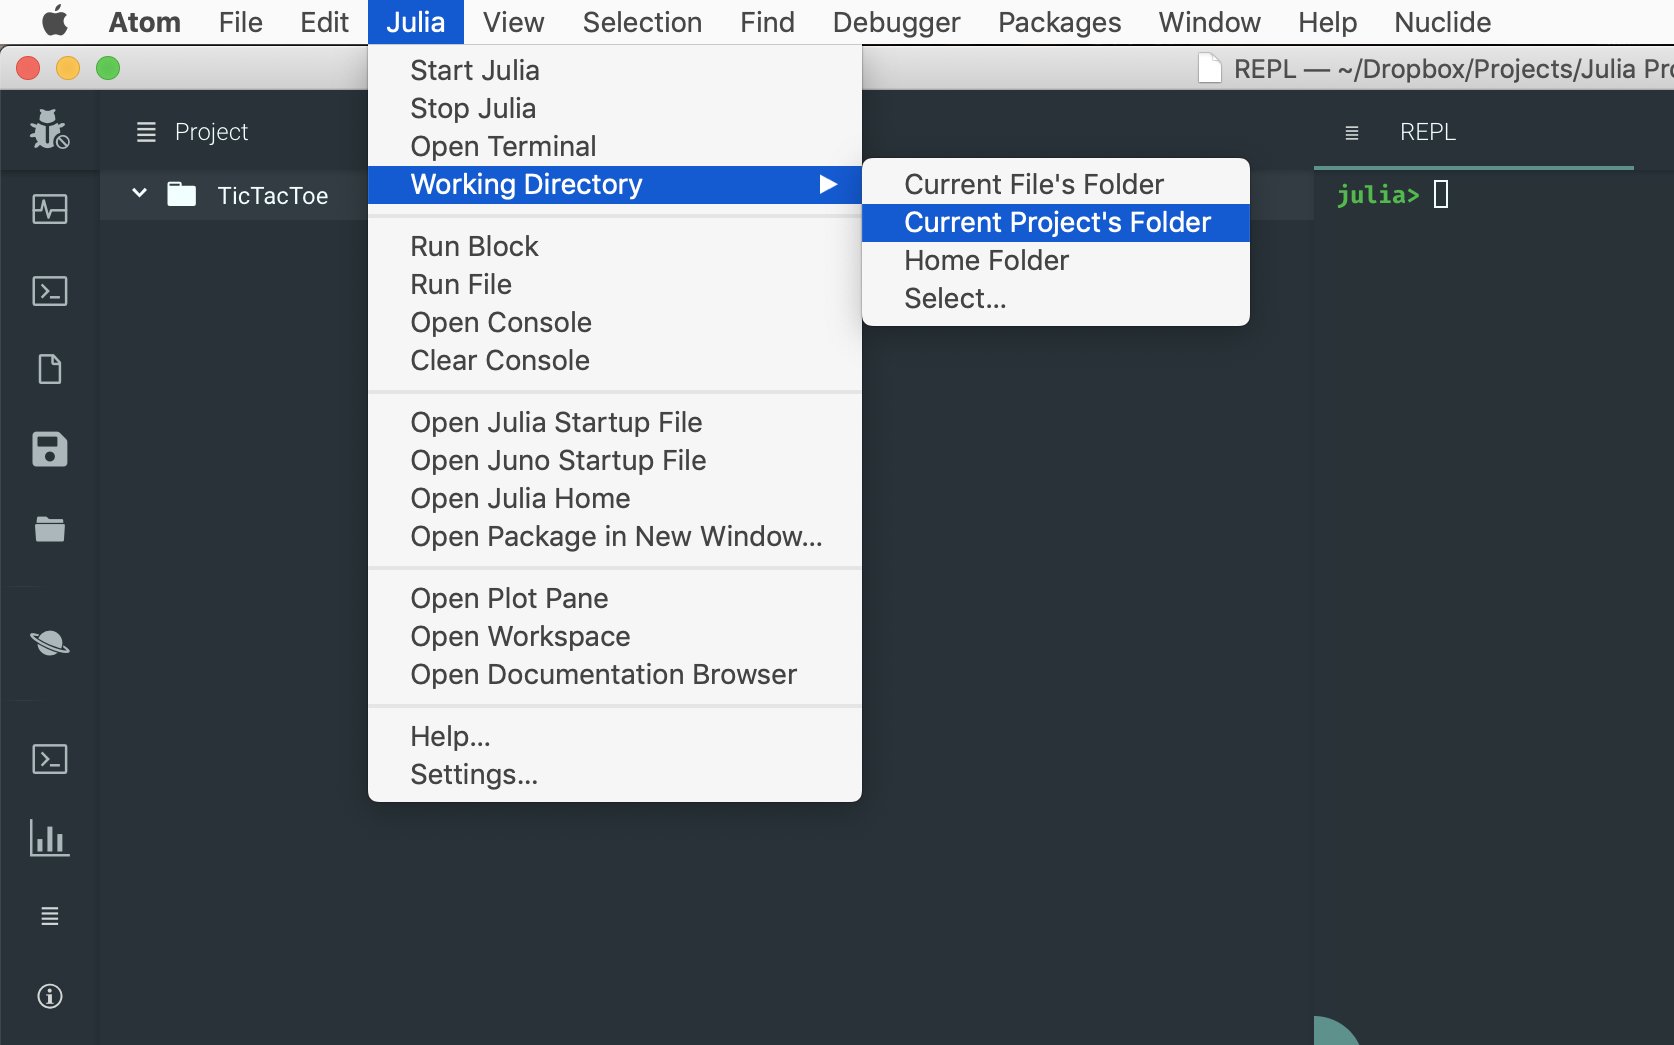 Atom File Edit Julia View Selection Find Debugger Packages Window Help Nuclide
REPL — ~/Dropbox/Projects/Julia Pro
Project
TicTacToe
Start Julia
Stop Julia
Open Terminal
Working Directory
Run Block
Run File
Open Console
Clear Console
Open Julia Startup File
Open Juno Startup File
Open Julia Home
Open Package in New Window...
Open Plot Pane
Open Workspace
Open Documentation Browser
Help...
Settings...
Current File's Folder
Current Project's Folder
Home Folder
Select...
REPL
julia>